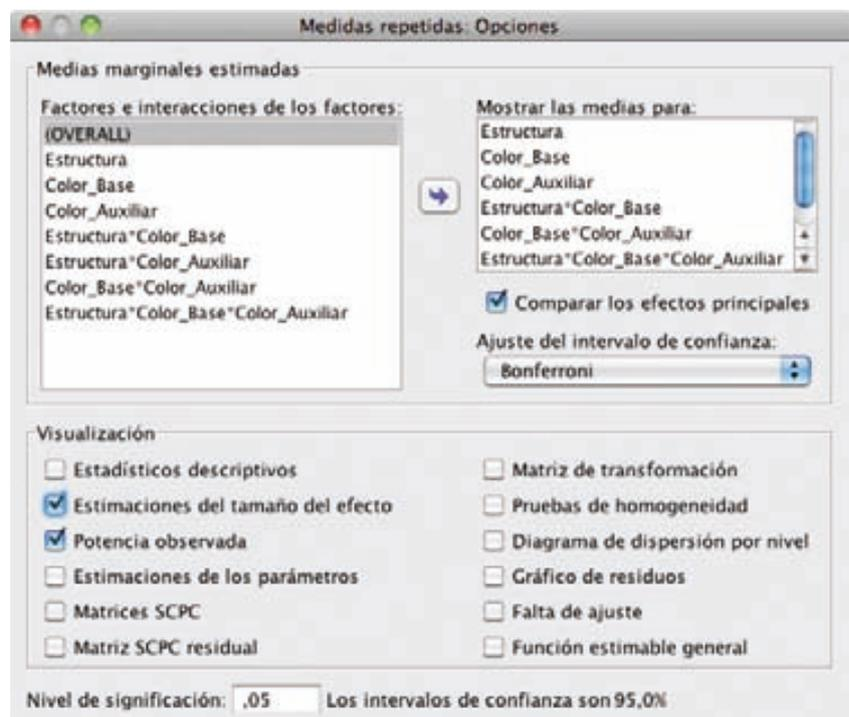 Medidas repetidas: Opciones
Medias marginales estimadas
Factores e interacciones de los factores:
(OVERALL)
Estructura
Color_Base
Color_Auxiliar
Estructura*Color_Base
Estructura*Color_Auxiliar
Color_Base*Color_Auxiliar
Estructura*Color_Base*Color_Auxiliar
Mostrar las medias para:
Estructura
Color_Base
Color_Auxiliar
Estructura*Color_Base
Color_Base*Color_Auxiliar
Estructura*Color_Base*Color_Auxiliar
Comparar los efectos principales
Ajuste del intervalo de confianza:
Bonferroni
Visualización
Estadísticos descriptivos
Estimaciones del tamaño del efecto
Potencia observada
Estimaciones de los parámetros
Matrices SCPC
Matriz SCPC residual
Matriz de transformación
Pruebas de homogeneidad
Diagrama de dispersión por nivel
Gráfico de residuos
Falta de ajuste
Función estimable general
Nivel de significación: ,05 Los intervalos de confianza son 95,0%